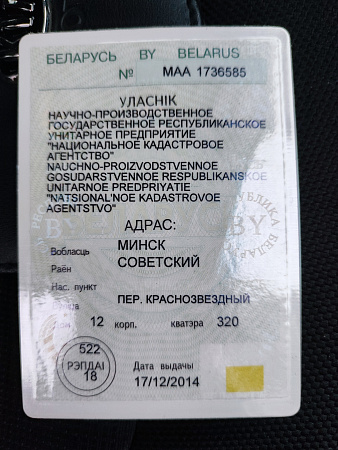 БЕЛАРУСЬ BY BELARUS
№ МАА 1736585
УЛАСНІК
НАУЧНО-ПРОИЗВОДСТВЕННОЕ
ГОСУДАРСТВЕННОЕ РЕСПУБЛИКАНСКОЕ
УНИТАРНОЕ ПРЕДПРИЯТИЕ
"НАЦИОНАЛЬНОЕ КАДАСТРОВОЕ
АГЕНТСТВО"
NAUCHNO-PROIZVODSTVENNOE
GOSUDARSTVENNOE RESPUBLIKANSKOE
UNITARNOE PREDPRIYATIE
"NATSIONAL'NOE KADASTROVOE
AGENTSTVO"
АДРАС:
Вобласць МИНСК
Раён СОВЕТСКИЙ
Нас. пункт
ПЕР. КРАСНОЗВЕЗДНЫЙ
12 корп. кватэра 320
522
РЭПДАІ
18
Дата выдачы
17/12/2014